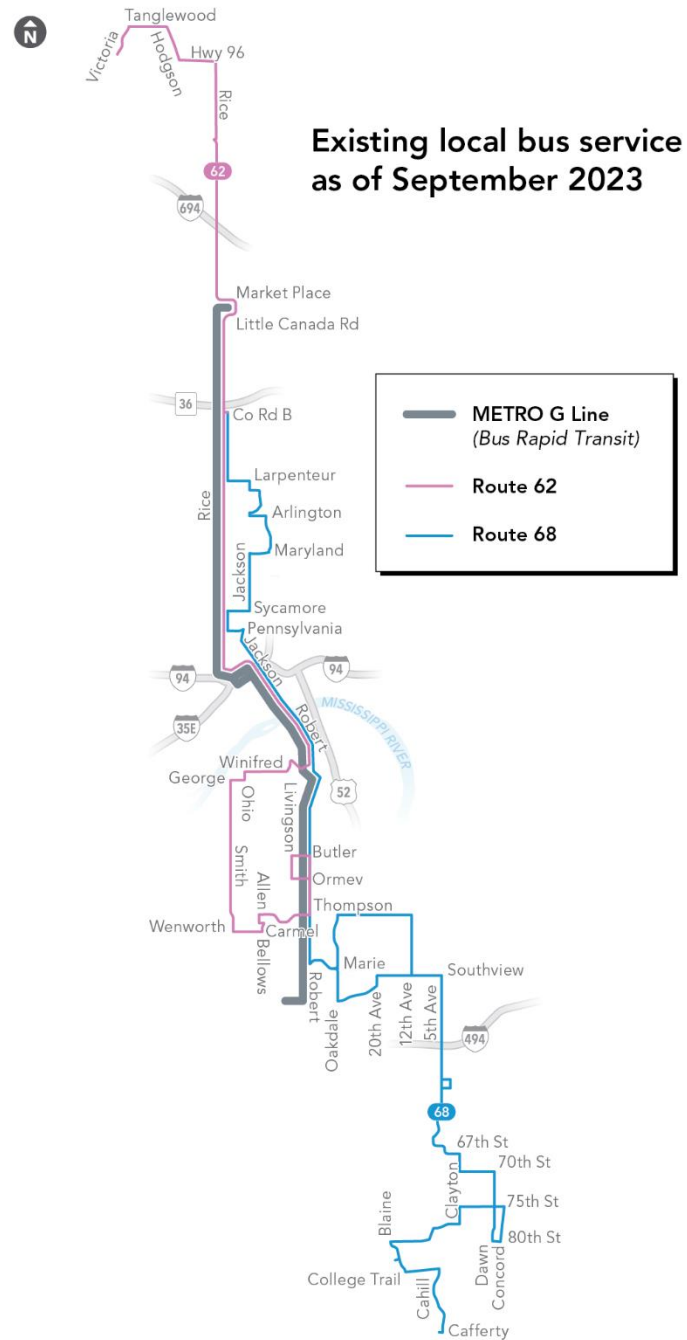 N
Tanglewood
Victoria
Hodgson
Hwy 96
Rice
Existing local bus service
as of September 2023
62
694
Market Place
Little Canada Rd
36
Co Rd B
METRO G Line
(Bus Rapid Transit)
Route 62
Route 68
Larpenteur
Rice
Arlington
Maryland
Jackson
Sycamore
Pennsylvania
Jackson
94
94
35E
Robert
MISSISSIPPI RIVER
Winifred
George
52
Ohio
Livingson
Smith
Butler
Ormev
Allen
Thompson
Wenworth
Carmel
Bellows
Marie
Southview
Robert
Oakdale
20th Ave
12th Ave
5th Ave
494
68
67th St
70th St
Clayton
75th St
Blaine
80th St
Dawn
Concord
College Trail
Cahill
Cafferty